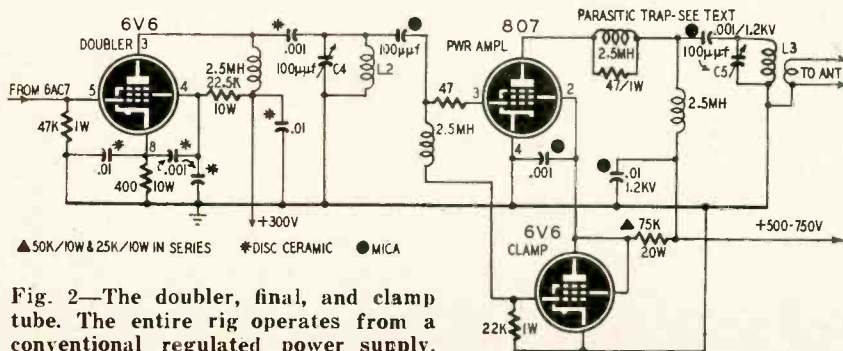 6V6
DOUBLER
3
5
4
8
FROM 6AC7
47K
1W
.01
400
10W
.001
2.5MH
22.5K
10W
.01
+300V
.001
100μμf
C4
L2
100μμf
47
2.5MH
807
PWR AMPL
3
2
4
.001
PARASITIC TRAP-SEE TEXT
2.5MH
47/1W
.001/1.2KV
100μμf
C5
L3
TO ANT
2.5MH
.01
1.2KV
75K
20W
+500-750V
6V6
CLAMP
22K
1W
▲ 50K/10W & 25K/10W IN SERIES
* DISC CERAMIC
● MICA
Fig. 2—The doubler, final, and clamp
tube. The entire rig operates from a
conventional regulated power supply.